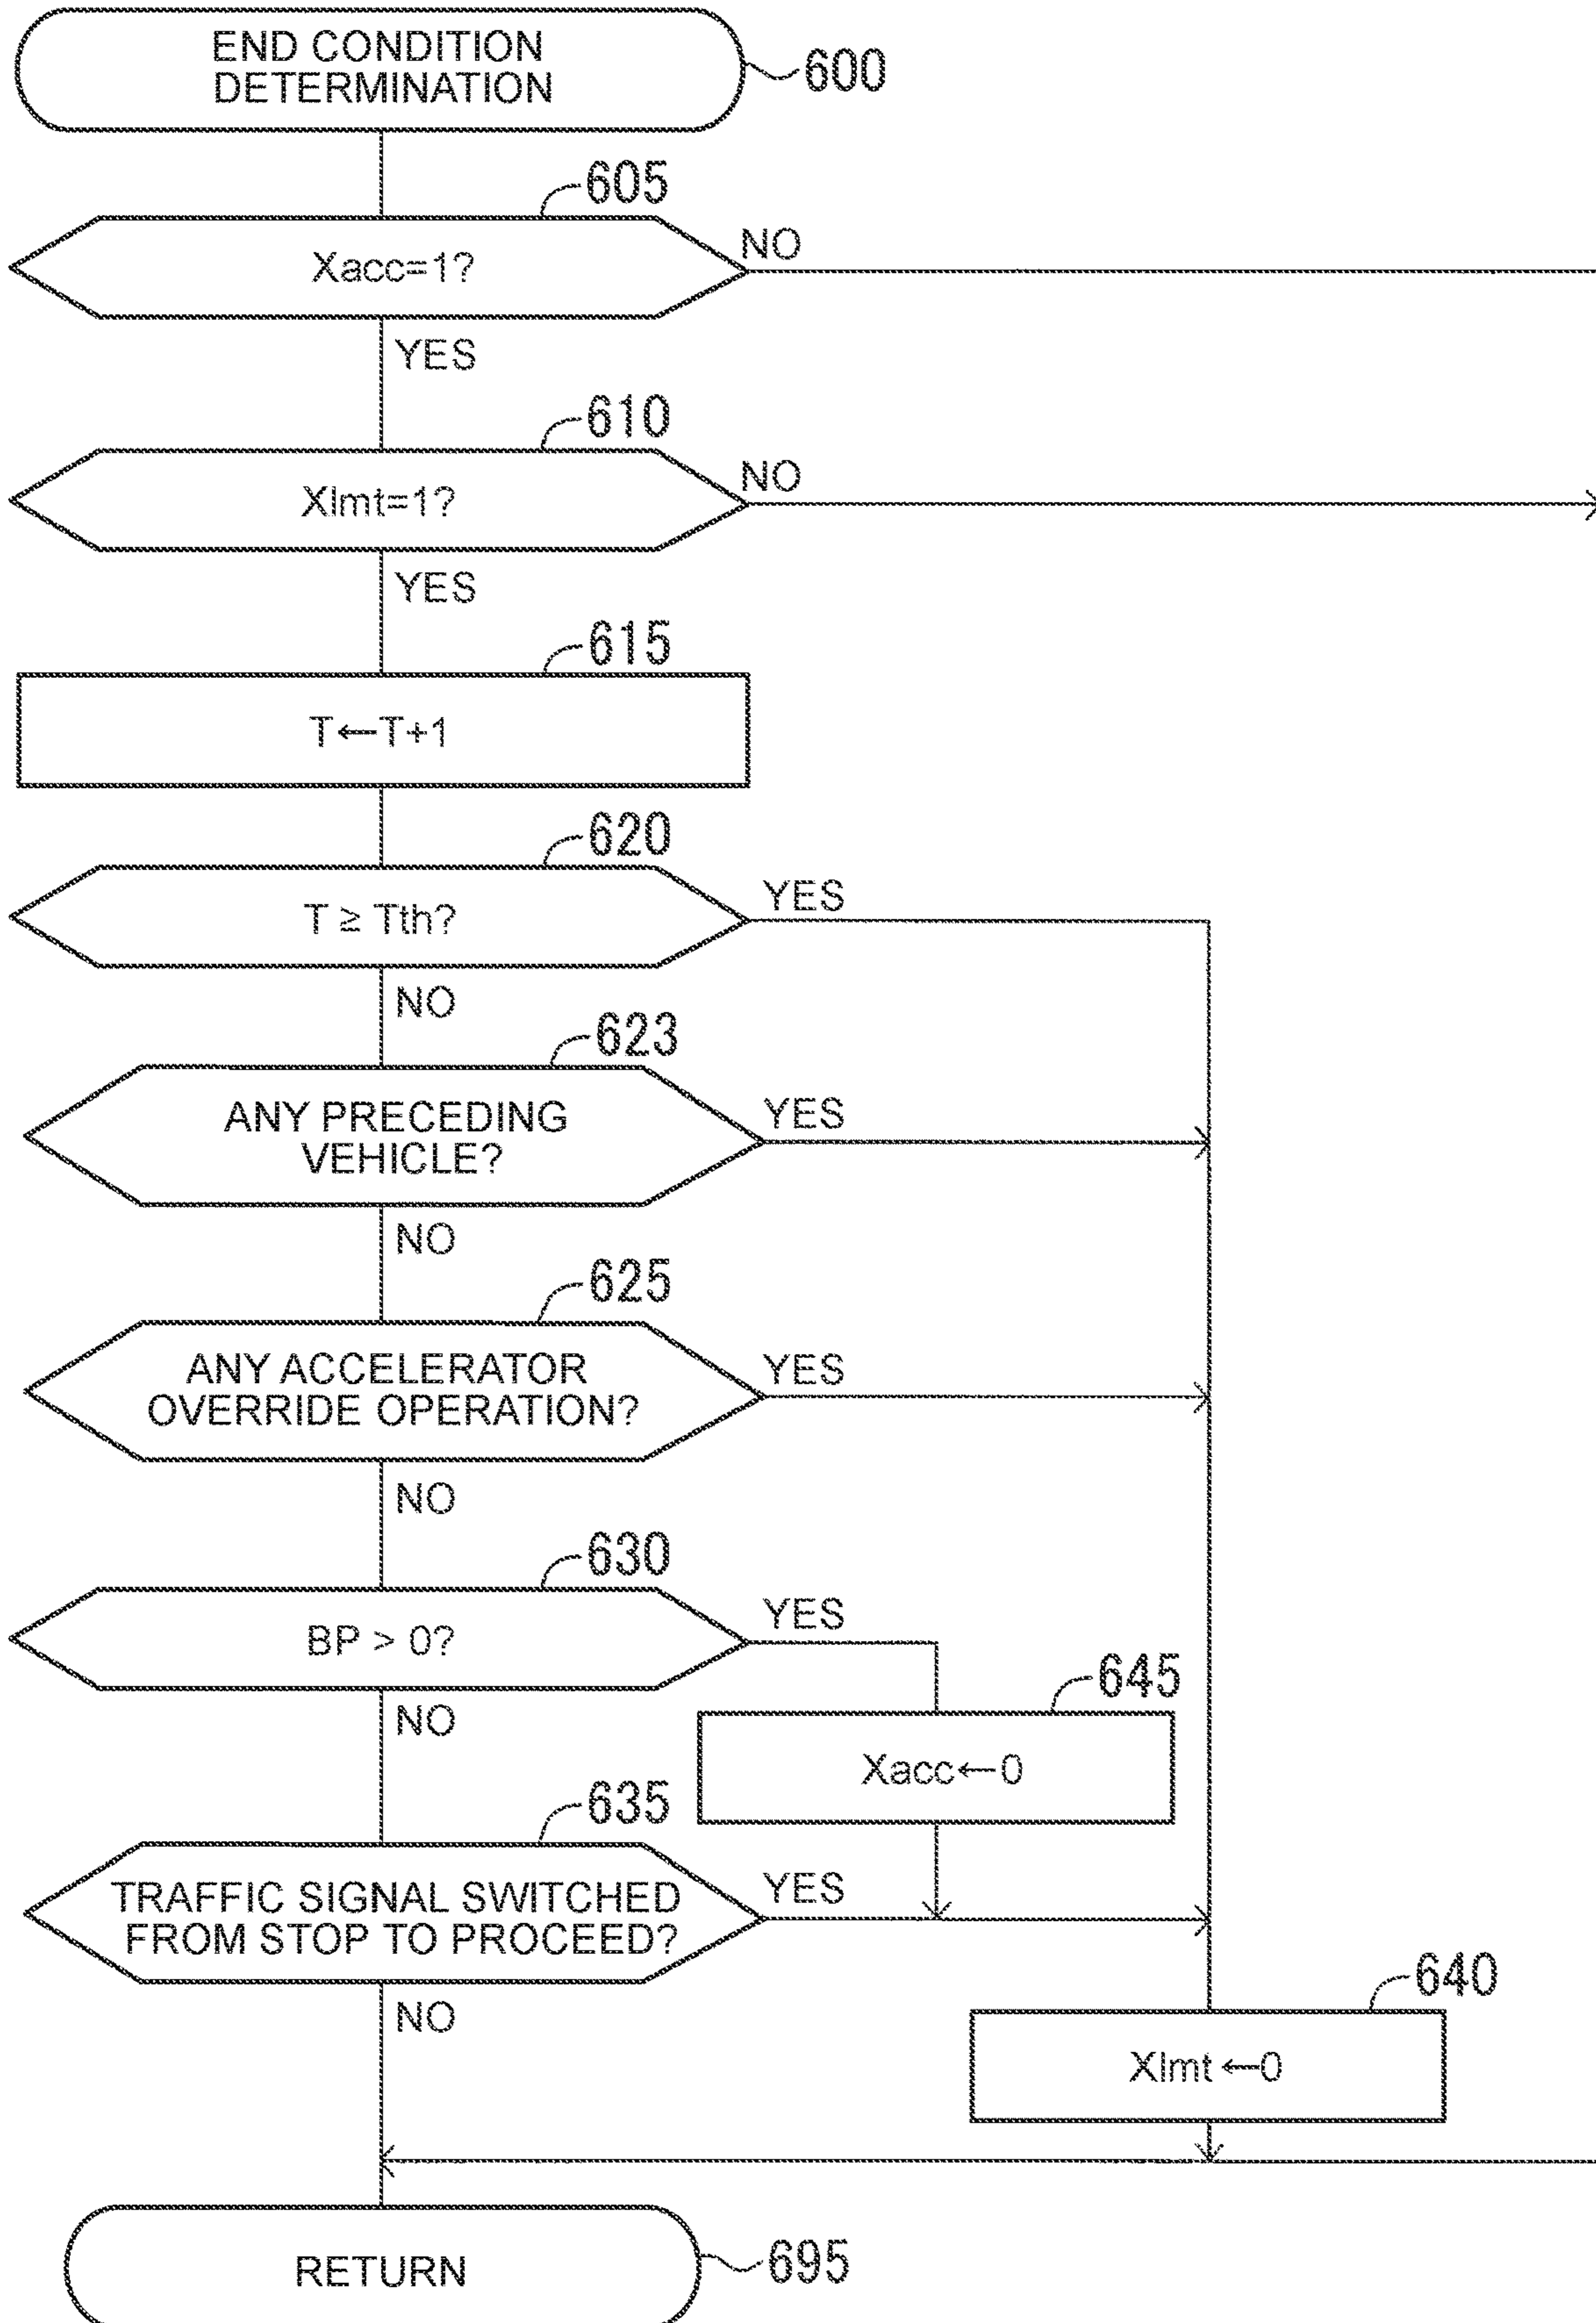 END CONDITION
DETERMINATION
600
605
Xacc=1?
NO
YES
610
Xlmt=1?
NO
YES
615
T←T+1
620
T ≥ Tth?
YES
NO
623
ANY PRECEDING
VEHICLE?
YES
NO
625
ANY ACCELERATOR
OVERRIDE OPERATION?
YES
NO
630
BP > 0?
YES
NO
645
Xacc←0
635
TRAFFIC SIGNAL SWITCHED
FROM STOP TO PROCEED?
YES
NO
640
Xlmt←0
RETURN
695